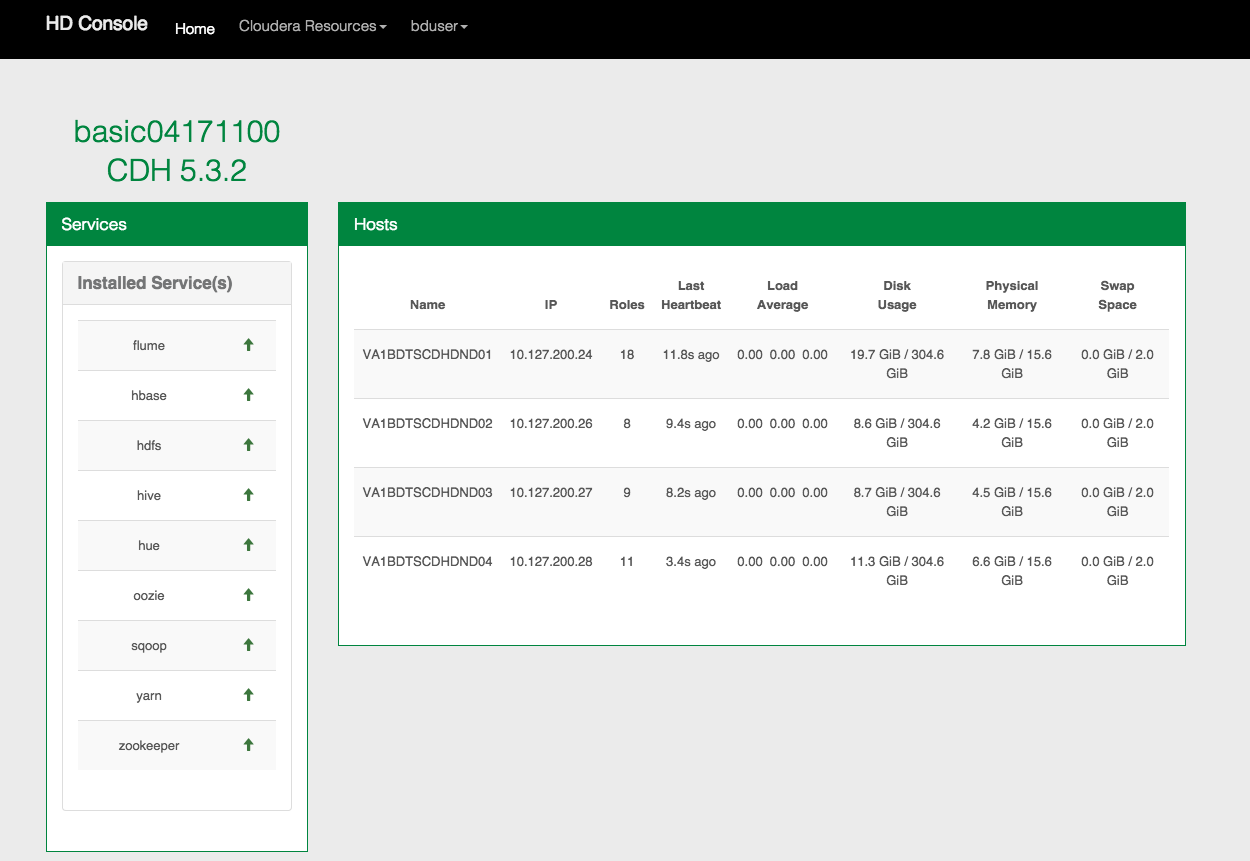 HD Console Home Cloudera Resources bduser
basic04171100
CDH 5.3.2
Services
Installed Service(s)
flume
hbase
hdfs
hive
hue
oozie
sqoop
yarn
zookeeper
Hosts
Name IP Roles Last Heartbeat Load Average Disk Usage Physical Memory Swap Space
VA1BDTSCDHDND01 10.127.200.24 18 11.8s ago 0.00 0.00 0.00 19.7 GiB / 304.6 GiB 7.8 GiB / 15.6 GiB 0.0 GiB / 2.0 GiB
VA1BDTSCDHDND02 10.127.200.26 8 9.4s ago 0.00 0.00 0.00 8.6 GiB / 304.6 GiB 4.2 GiB / 15.6 GiB 0.0 GiB / 2.0 GiB
VA1BDTSCDHDND03 10.127.200.27 9 8.2s ago 0.00 0.00 0.00 8.7 GiB / 304.6 GiB 4.5 GiB / 15.6 GiB 0.0 GiB / 2.0 GiB
VA1BDTSCDHDND04 10.127.200.28 11 3.4s ago 0.00 0.00 0.00 11.3 GiB / 304.6 GiB 6.6 GiB / 15.6 GiB 0.0 GiB / 2.0 GiB